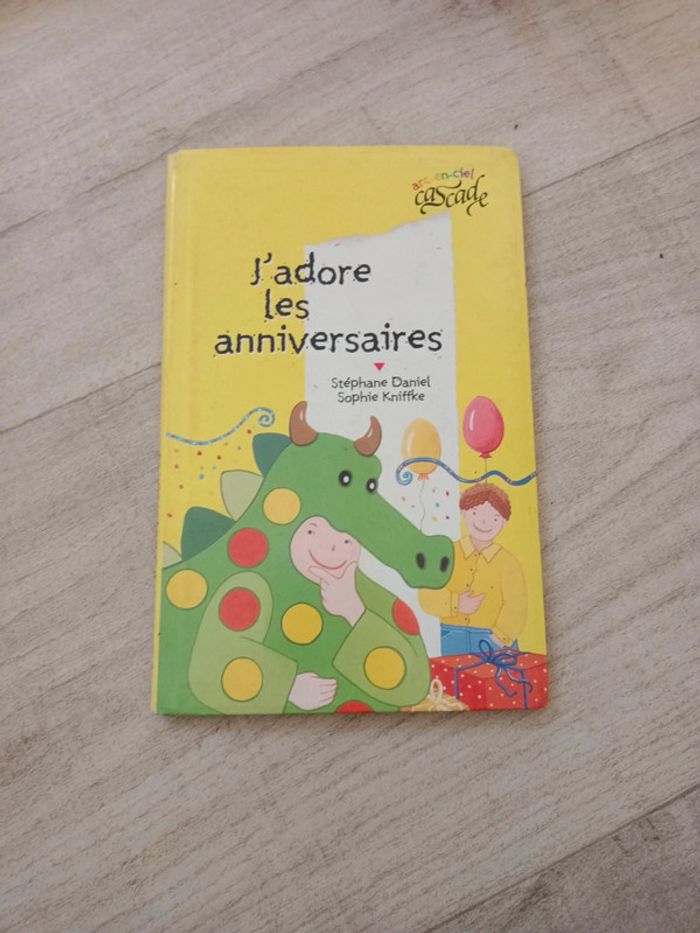 arc en-ciel
cascade
J'adore
les
anniversaires
Stéphane Daniel
Sophie Kniffke